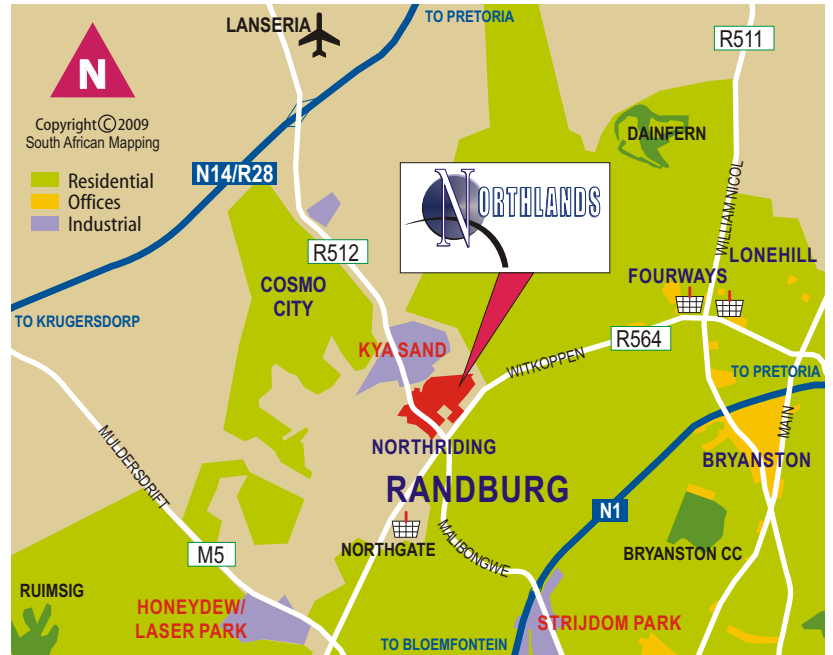 LANSERIA
TO PRETORIA
R511
N
Copyright©2009
South African Mapping
Residential
Offices
Industrial
N14/R28
DAINFERN
NORTHLANDS
WILLIAM NICOL
R512
LONEHILL
FOURWAYS
COSMO
CITY
TO KRUGERSDORP
KYA SAND
R564
WITKOPPEN
TO PRETORIA
MULDERSDRIFT
MAIN
NORTHRIDING
BRYANSTON
RANDBURG
N1
MALIBONGWE
NORTHGATE
M5
BRYANSTON CC
RUIMSIG
HONEYDEW/
LASER PARK
STRIJDOM PARK
TO BLOEMFONTEIN